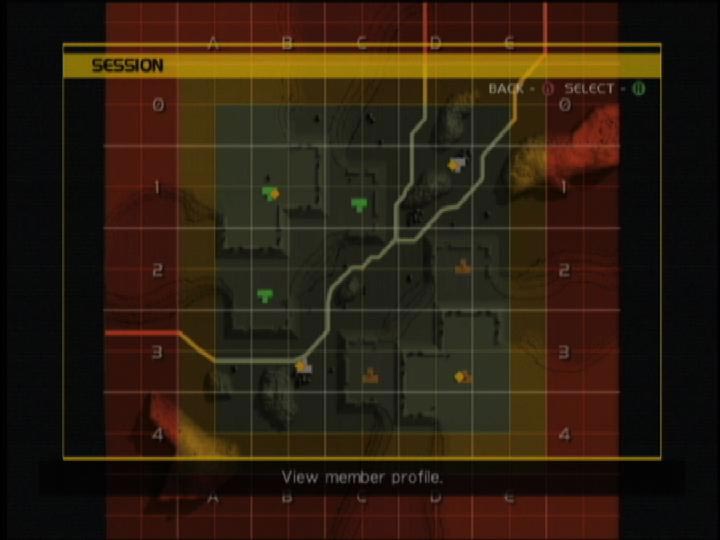 A B C D E
SESSION
BACK - B SELECT -
0 0
1 1
2 2
3 3
4 4
View member profile.
A B C D E